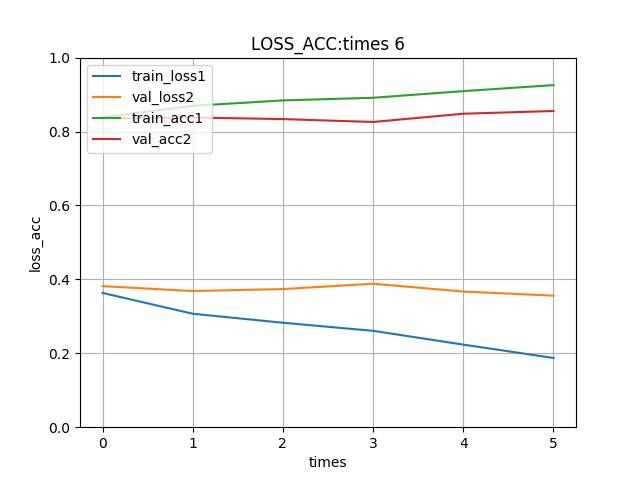 LOSS_ACC:times 6
train_loss1
val_loss2
train_acc1
val_acc2
loss_acc
1.0
0.8
0.6
0.4
0.2
0.0
0 1 2 3 4 5
times